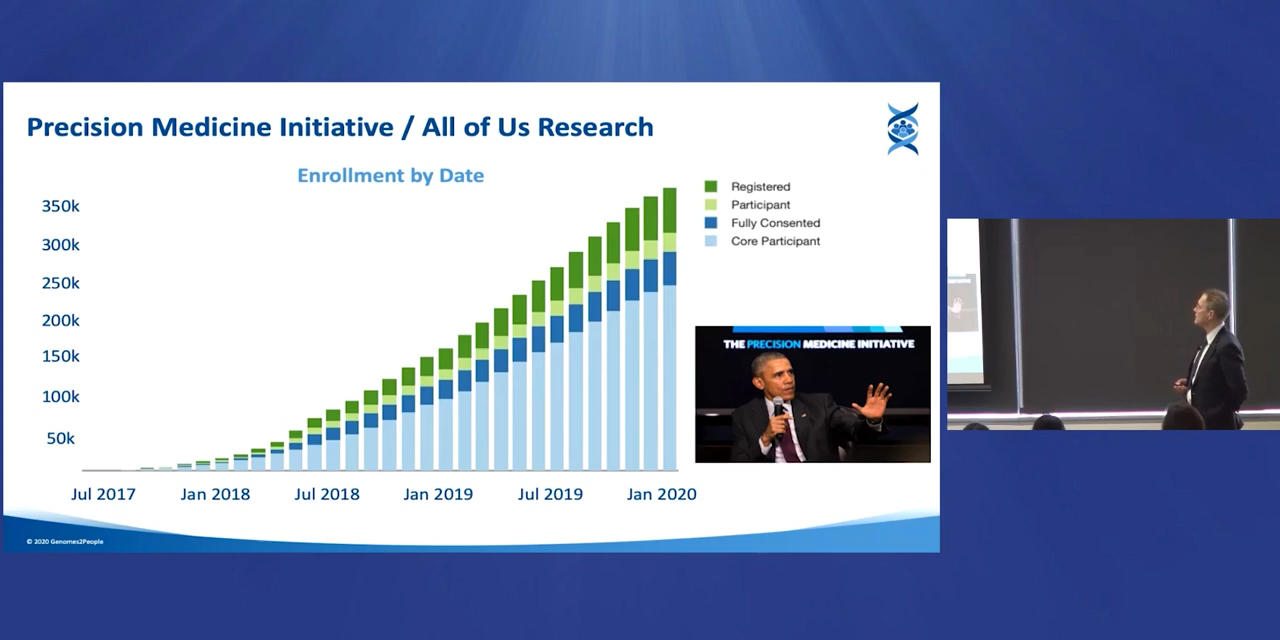 Precision Medicine Initiative / All of Us Research
Enrollment by Date
350k
300k
250k
200k
150k
100k
50k
Jul 2017
Jan 2018
Jul 2018
Jan 2019
Jul 2019
Jan 2020
Registered
Participant
Fully Consented
Core Participant
THE PRECISION MEDICINE INITIATIVE
© 2020 Genomes2People